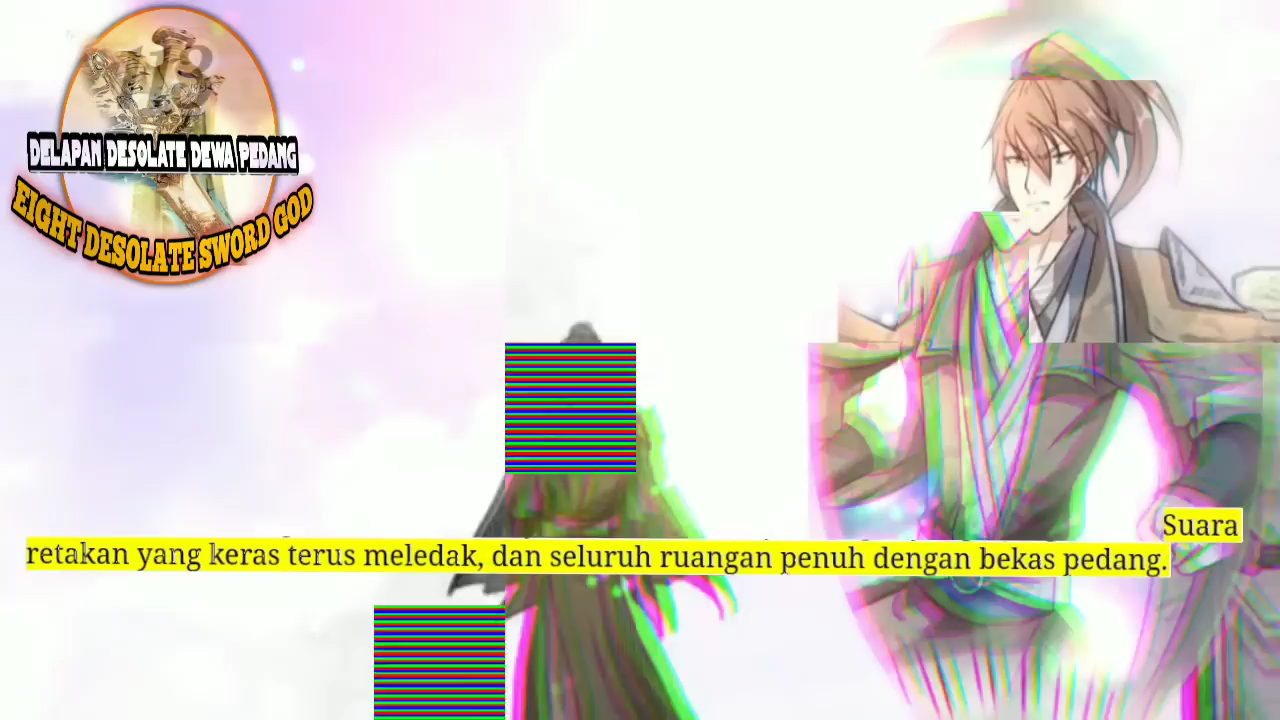 DELAPAN DESOLATE DEWA PEDANG
EIGHT DESOLATE SWORD GOD
Suara
retakan yang keras terus meledak, dan seluruh ruangan penuh dengan bekas pedang.